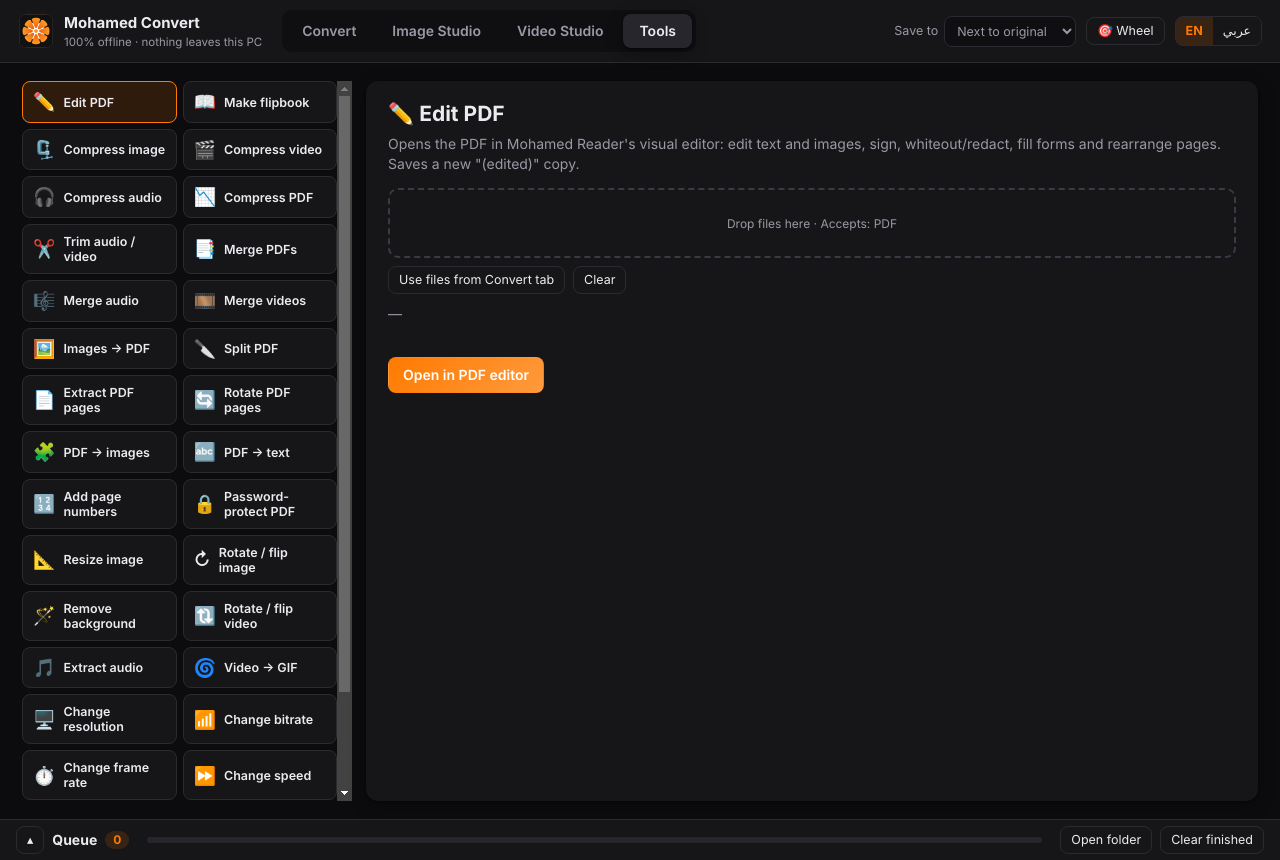 Mohamed Convert
100% offline · nothing leaves this PC
Convert
Image Studio
Video Studio
Tools
Save to
Next to original
Wheel
EN
عربي
Edit PDF
Make flipbook
Compress image
Compress video
Compress audio
Compress PDF
Trim audio /
video
Merge PDFs
Merge audio
Merge videos
Images → PDF
Split PDF
Extract PDF
pages
Rotate PDF
pages
PDF → images
PDF → text
Add page
numbers
Password-
protect PDF
Resize image
Rotate / flip
image
Remove
background
Rotate / flip
video
Extract audio
Video → GIF
Change
resolution
Change bitrate
Change frame
rate
Change speed
Edit PDF
Opens the PDF in Mohamed Reader's visual editor: edit text and images, sign, whiteout/redact, fill forms and rearrange pages.
Saves a new "(edited)" copy.
Drop files here · Accepts: PDF
Use files from Convert tab
Clear
—
Open in PDF editor
Queue
0
Open folder
Clear finished